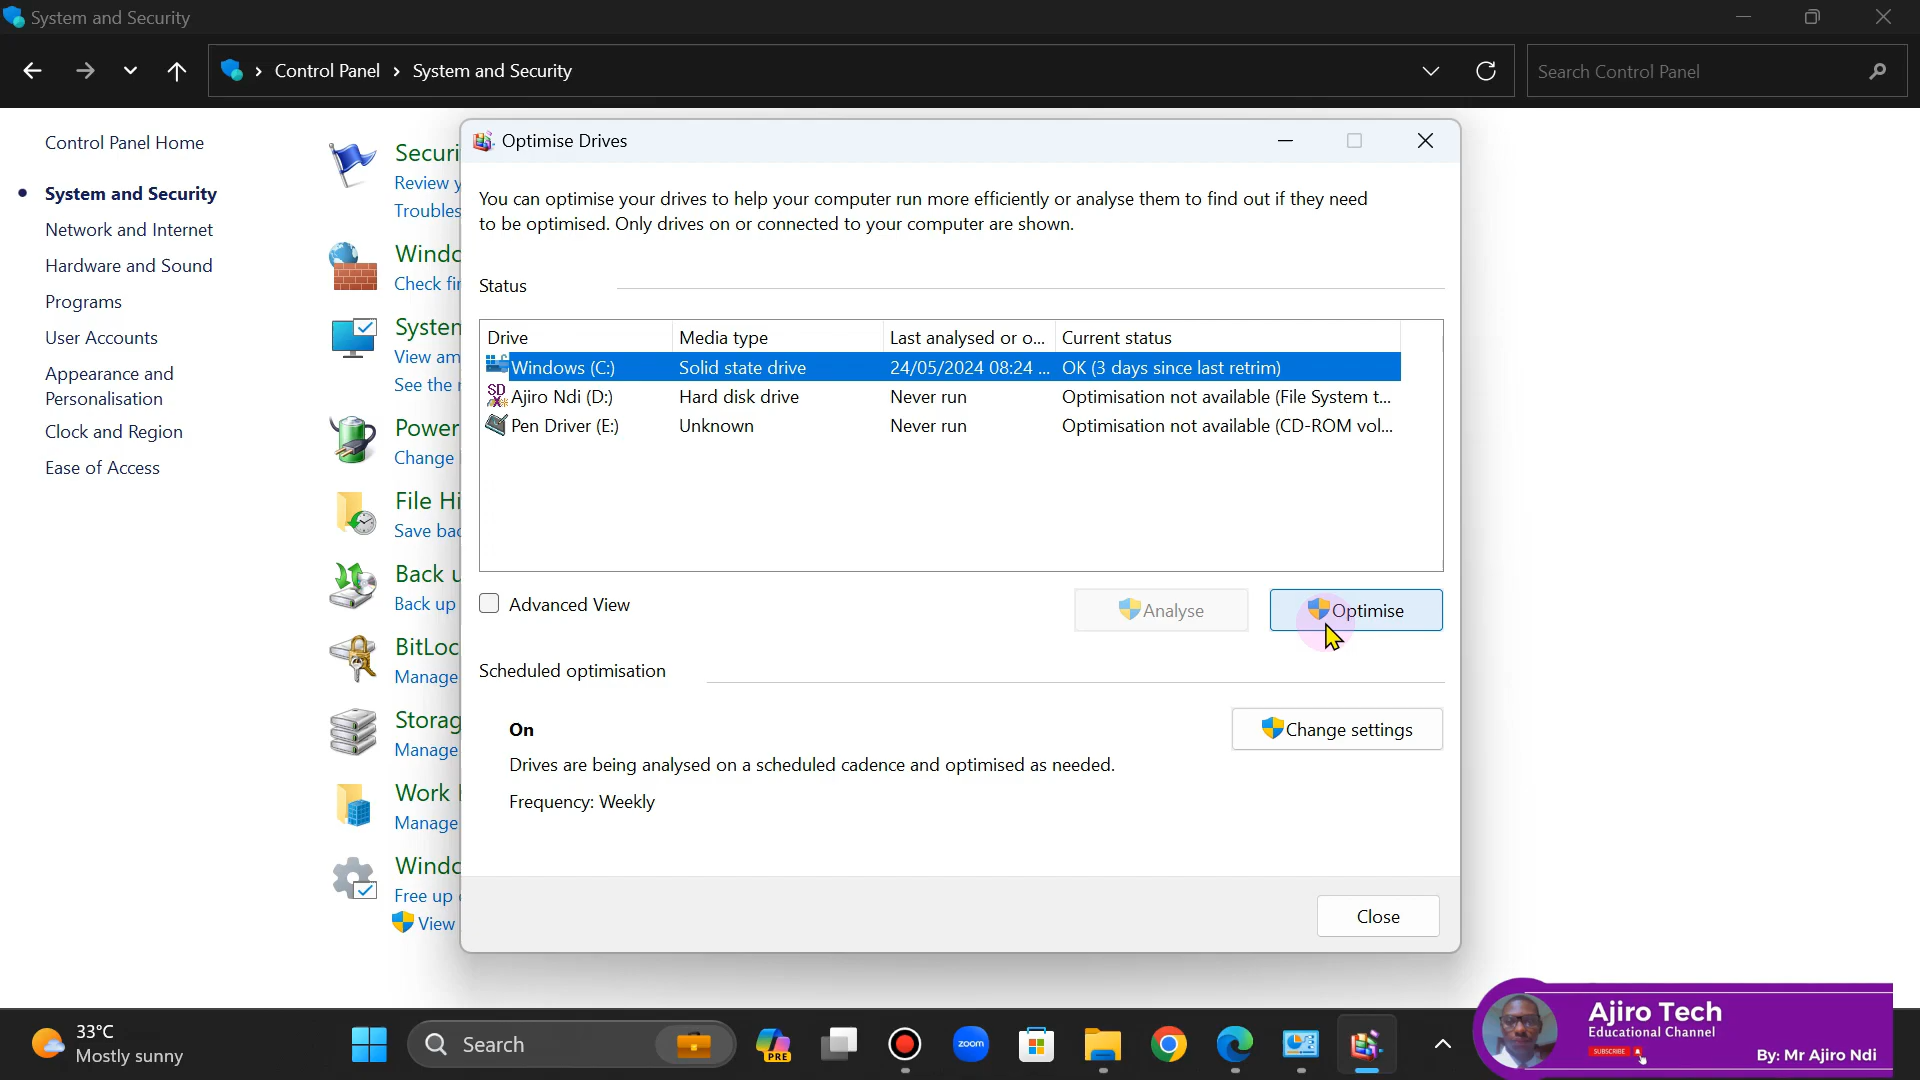 System and Security
Control Panel > System and Security
Search Control Panel
Control Panel Home
System and Security
Network and Internet
Hardware and Sound
Programs
User Accounts
Appearance and
Personalisation
Clock and Region
Ease of Access
Securi
Review y
Troubles
Windo
Check fir
System
View am
See the
Power
Change
File Hi
Save bac
Back u
Back up
BitLoc
Manage
Storag
Manage
Work
Manage
Windo
Free up
View
Optimise Drives
You can optimise your drives to help your computer run more efficiently or analyse them to find out if they need
to be optimised. Only drives on or connected to your computer are shown.
Status
Drive Media type Last analysed or o... Current status
Windows (C:) Solid state drive 24/05/2024 08:24 ... OK (3 days since last retrim)
Ajiro Ndi (D:) Hard disk drive Never run Optimisation not available (File System t...
Pen Driver (E:) Unknown Never run Optimisation not available (CD-ROM vol...
Advanced View
Analyse
Optimise
Scheduled optimisation
On
Change settings
Drives are being analysed on a scheduled cadence and optimised as needed.
Frequency: Weekly
Close
33°C
Mostly sunny
Search
PRE
zoom
Ajiro Tech
Educational Channel
SUBSCRIBE
By: Mr Ajiro Ndi